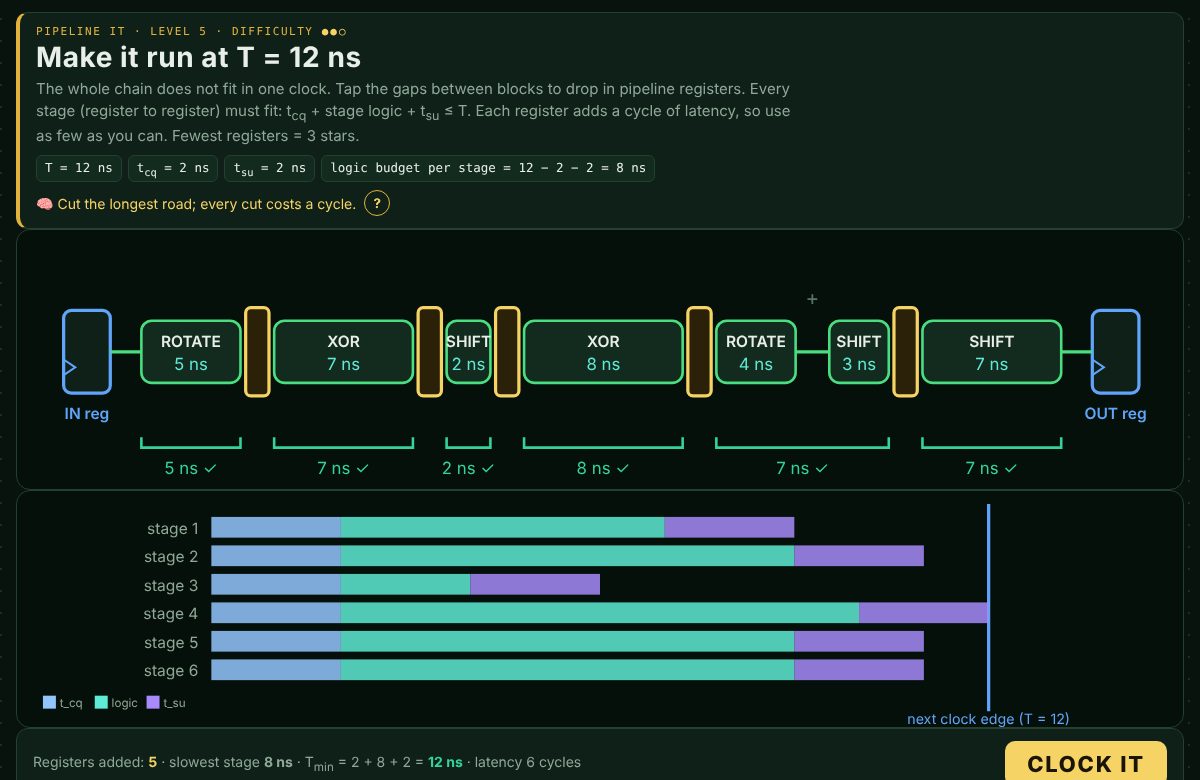 PIPELINE IT · LEVEL 5 · DIFFICULTY ●●○
Make it run at T = 12 ns
The whole chain does not fit in one clock. Tap the gaps between blocks to drop in pipeline registers. Every
stage (register to register) must fit: t_cq + stage logic + t_su ≤ T. Each register adds a cycle of latency, so use
as few as you can. Fewest registers = 3 stars.
T = 12 ns t_cq = 2 ns t_su = 2 ns logic budget per stage = 12 − 2 − 2 = 8 ns
🧠 Cut the longest road; every cut costs a cycle. ?
+
ROTATE XOR SHIFT XOR ROTATE SHIFT SHIFT
5 ns 7 ns 2 ns 8 ns 4 ns 3 ns 7 ns
IN reg OUT reg
5 ns ✓ 7 ns ✓ 2 ns ✓ 8 ns ✓ 7 ns ✓ 7 ns ✓
stage 1
stage 2
stage 3
stage 4
stage 5
stage 6
t_cq logic t_su
next clock edge (T = 12)
Registers added: 5 · slowest stage 8 ns · T_min = 2 + 8 + 2 = 12 ns · latency 6 cycles
CLOCK IT